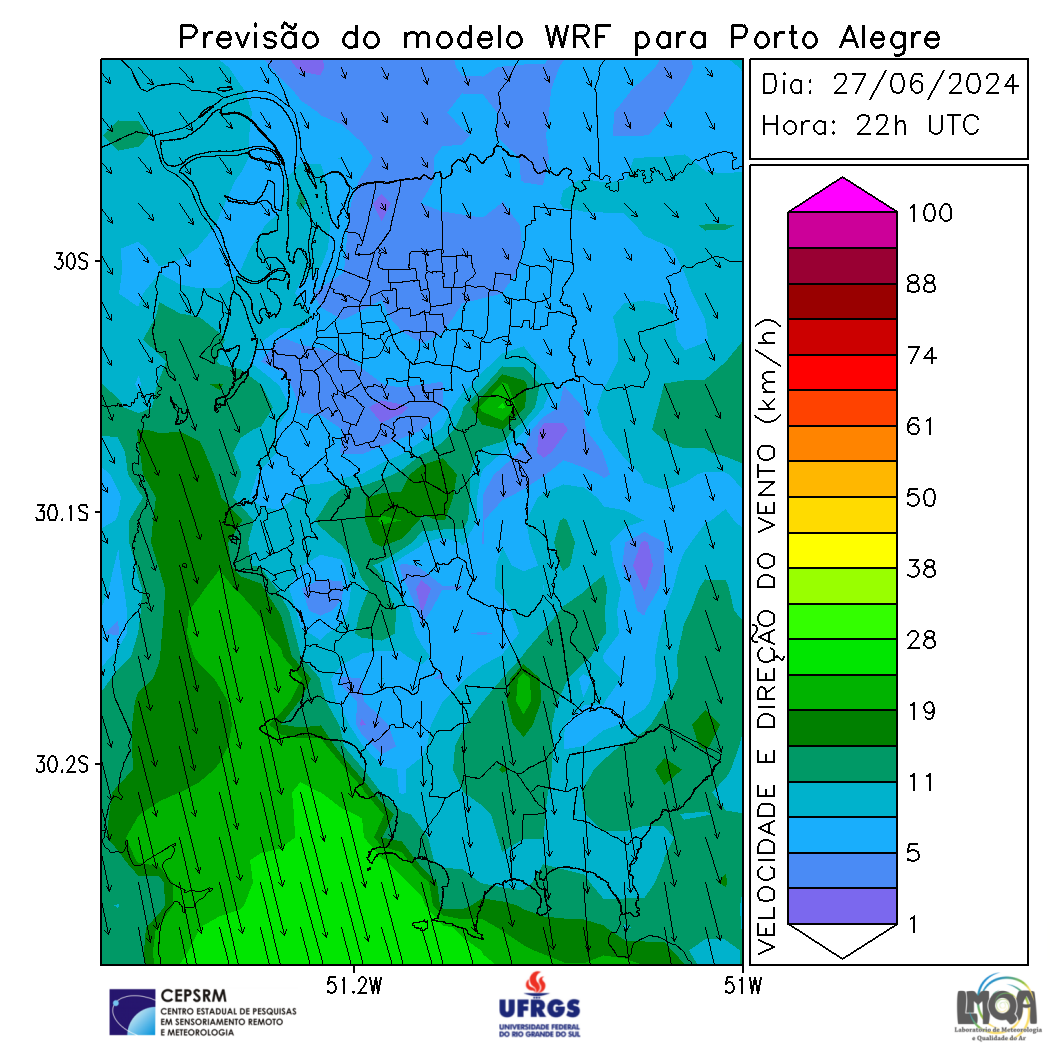 Previsão do modelo WRF para Porto Alegre
Dia: 27/06/2024
Hora: 22h UTC
30S
30.1S
30.2S
51.2W
51W
VELOCIDADE E DIREÇÃO DO VENTO (km/h)
100
88
74
61
50
38
28
19
11
5
1
CEPSRM
CENTRO ESTADUAL DE PESQUISAS
EM SENSORIAMENTO REMOTO
E METEOROLOGIA
UFRGS
UNIVERSIDADE FEDERAL
DO RIO GRANDE DO SUL
LMQA
Laboratório de Meteorologia
e Qualidade do Ar